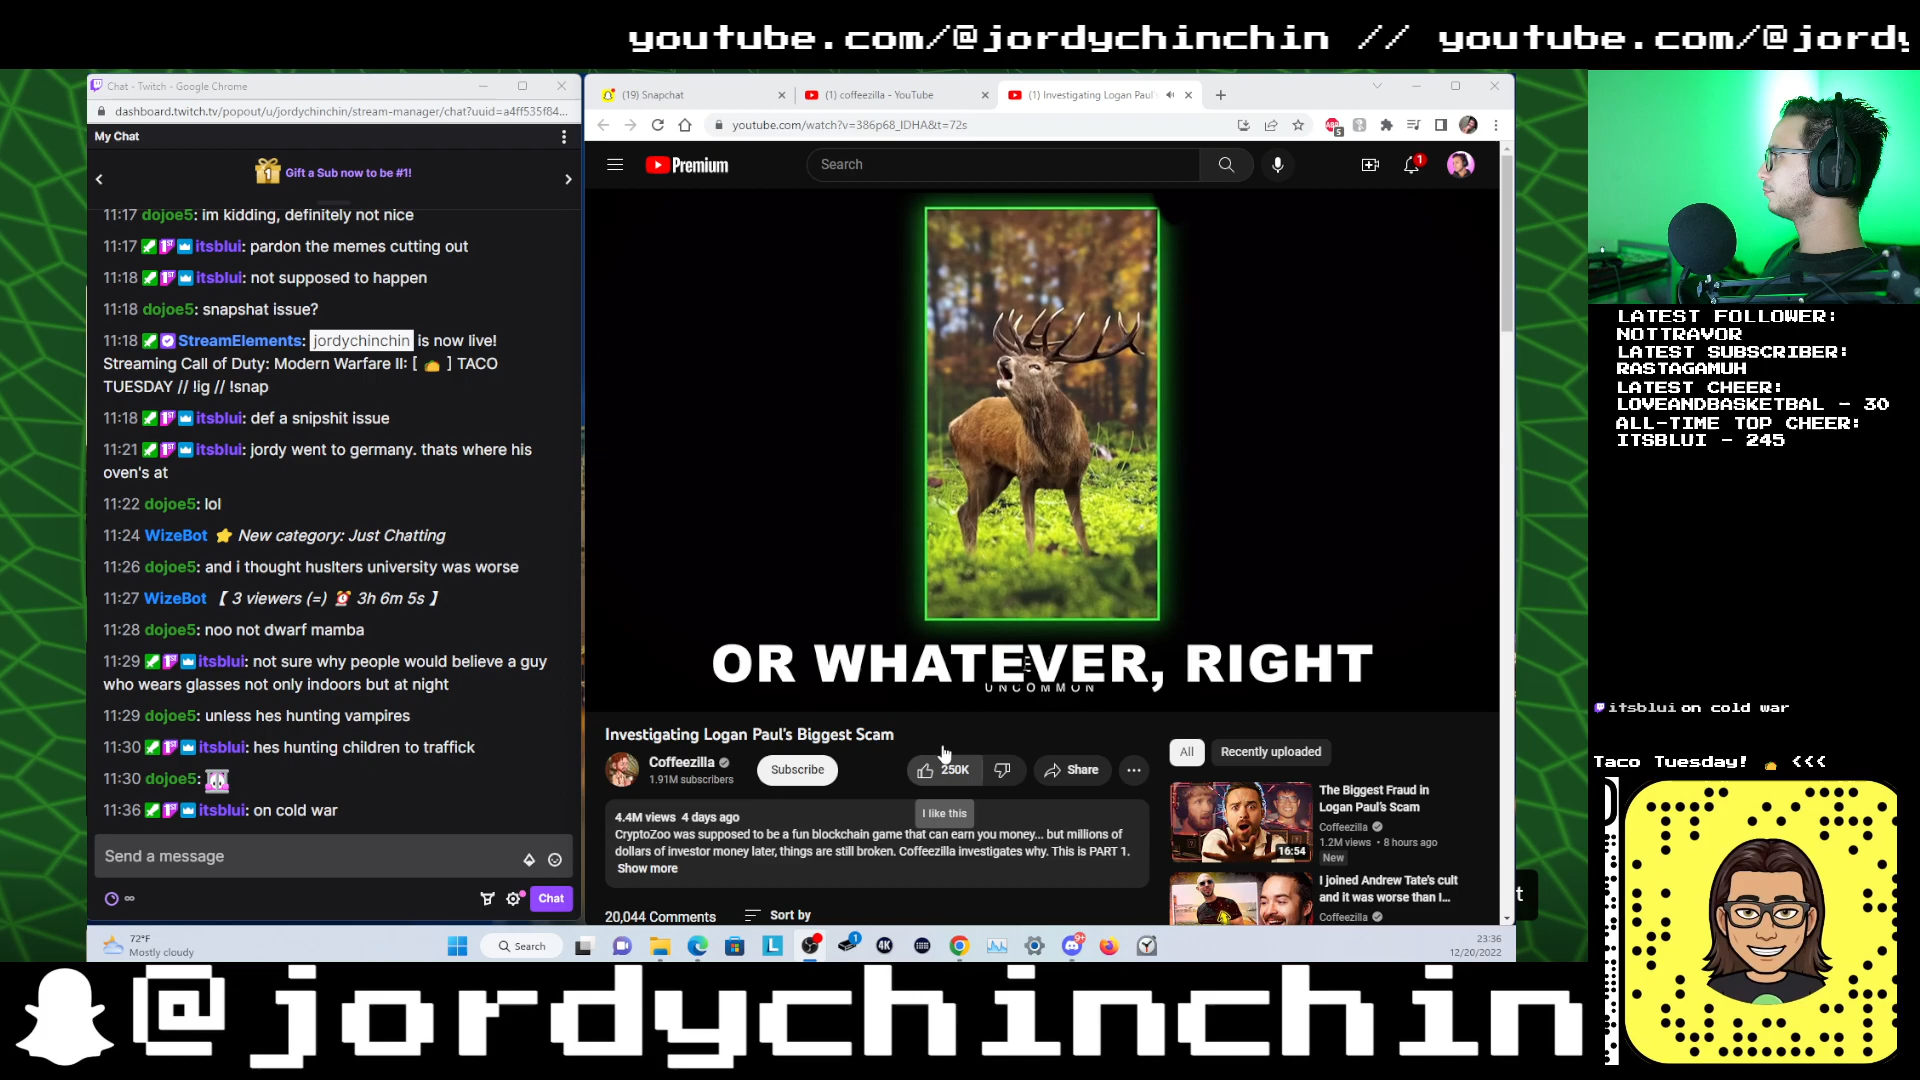 youtube.com/@jordychinchin // youtube.com/@jordy
Chat - Twitch - Google Chrome
dashboard.twitch.tv/popout/u/jordychinchin/stream-manager/chat?uuid=a4ff535f84...
My Chat
1
Gift a Sub now to be #1!
11:17 dojoe5: im kidding, definitely not nice
11:17 itsblui: pardon the memes cutting out
11:18 itsblui: not supposed to happen
11:18 dojoe5: snapshat issue?
11:18 StreamElements: jordychinchin is now live!
Streaming Call of Duty: Modern Warfare II: [ 🌮 ] TACO
TUESDAY // !ig // !snap
11:18 itsblui: def a snipshit issue
11:21 itsblui: jordy went to germany. thats where his
oven's at
11:22 dojoe5: lol
11:24 WizeBot ⭐ New category: Just Chatting
11:26 dojoe5: and i thought huslters university was worse
11:27 WizeBot 【 3 viewers (=) ⏰ 3h 6m 5s 】
11:28 dojoe5: noo not dwarf mamba
11:29 itsblui: not sure why people would believe a guy
who wears glasses not only indoors but at night
11:29 dojoe5: unless hes hunting vampires
11:30 itsblui: hes hunting children to traffick
11:30 dojoe5:
11:36 itsblui: on cold war
Send a message
Chat
(19) Snapchat
(1) coffeezilla - YouTube
(1) Investigating Logan Paul's
youtube.com/watch?v=386p68_lDHA&t=72s
Premium
Search
1
OR WHATEVER, RIGHT
UNCOMMON
Investigating Logan Paul's Biggest Scam
Coffeezilla
1.91M subscribers
Subscribe
250K
Share
I like this
4.4M views 4 days ago
CryptoZoo was supposed to be a fun blockchain game that can earn you money... but millions of
dollars of investor money later, things are still broken. Coffeezilla investigates why. This is PART 1.
Show more
20,044 Comments
Sort by
All
Recently uploaded
The Biggest Fraud in
Logan Paul's Scam
Coffeezilla
1.2M views • 8 hours ago
New
16:54
I joined Andrew Tate's cult
and it was worse than I...
Coffeezilla
72°F
Mostly cloudy
Search
23:36
12/20/2022
LATEST FOLLOWER:
NOTTRAVOR
LATEST SUBSCRIBER:
RASTAGAMUH
LATEST CHEER:
LOVEANDBASKETBAL - 30
ALL-TIME TOP CHEER:
ITSBLUI - 245
itsblui on cold war
Taco Tuesday! 🌮 <<<
@jordychinchin